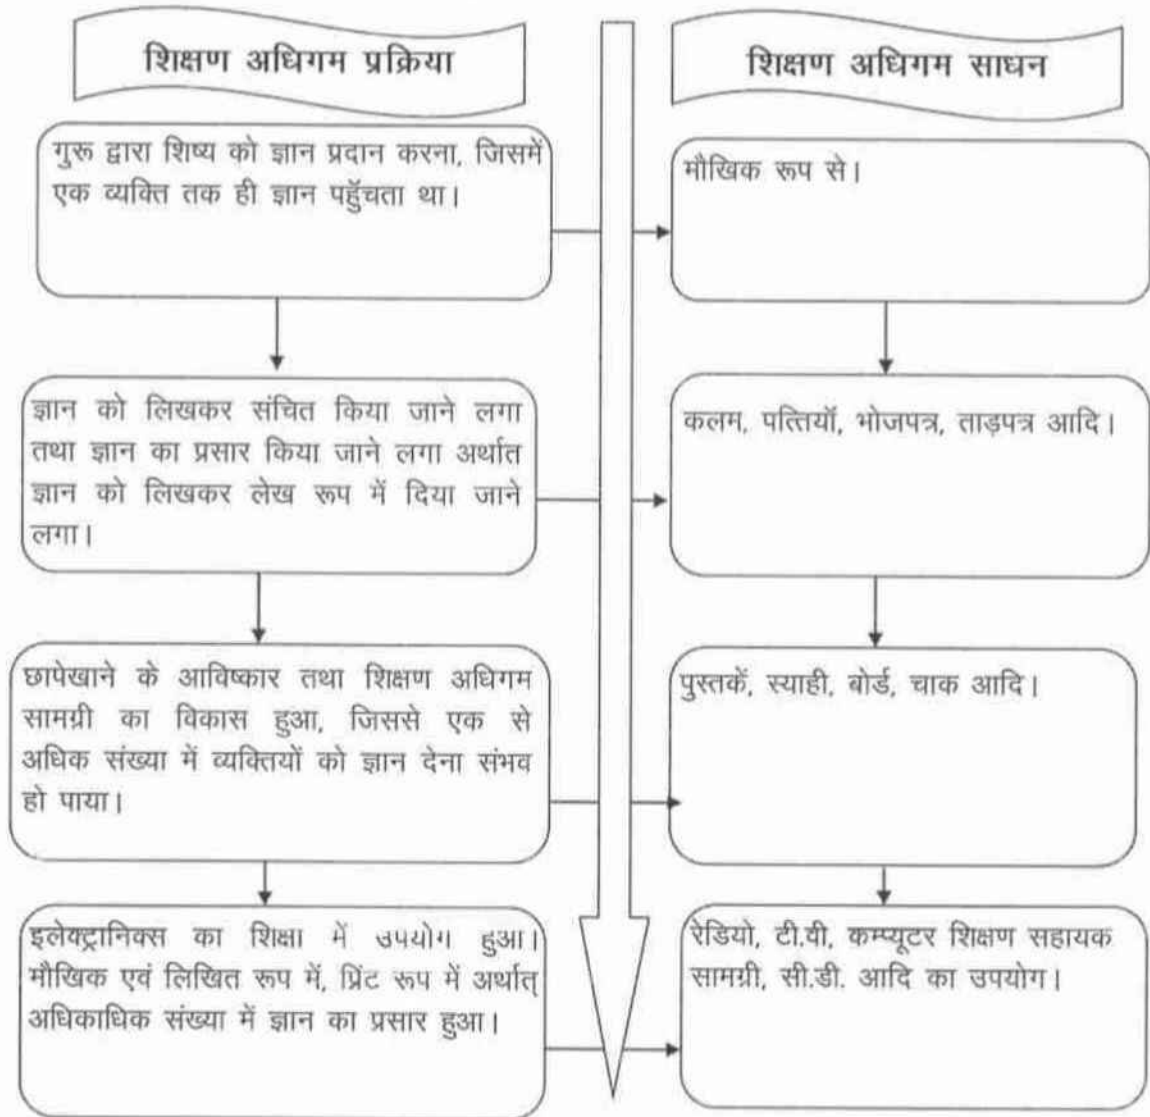 शिक्षण अधिगम प्रक्रिया
शिक्षण अधिगम साधन
गुरू द्वारा शिष्य को ज्ञान प्रदान करना, जिसमें
एक व्यक्ति तक ही ज्ञान पहुॅचता था।
मौखिक रूप से।
ज्ञान को लिखकर संचित किया जाने लगा
तथा ज्ञान का प्रसार किया जाने लगा अर्थात
ज्ञान को लिखकर लेख रूप में दिया जाने
लगा।
कलम, पत्तियॉ, भोजपत्र, ताड़पत्र आदि।
छापेखाने के आविष्कार तथा शिक्षण अधिगम
सामग्री का विकास हुआ, जिससे एक से
अधिक संख्या में व्यक्तियों को ज्ञान देना संभव
हो पाया।
पुस्तकें, स्याही, बोर्ड, चाक आदि।
इलेक्ट्रानिक्स का शिक्षा में उपयोग हुआ।
मौखिक एवं लिखित रूप में, प्रिंट रूप में अर्थात्
अधिकाधिक संख्या में ज्ञान का प्रसार हुआ।
रेडियो, टी.वी, कम्प्यूटर शिक्षण सहायक
सामग्री, सी.डी. आदि का उपयोग।